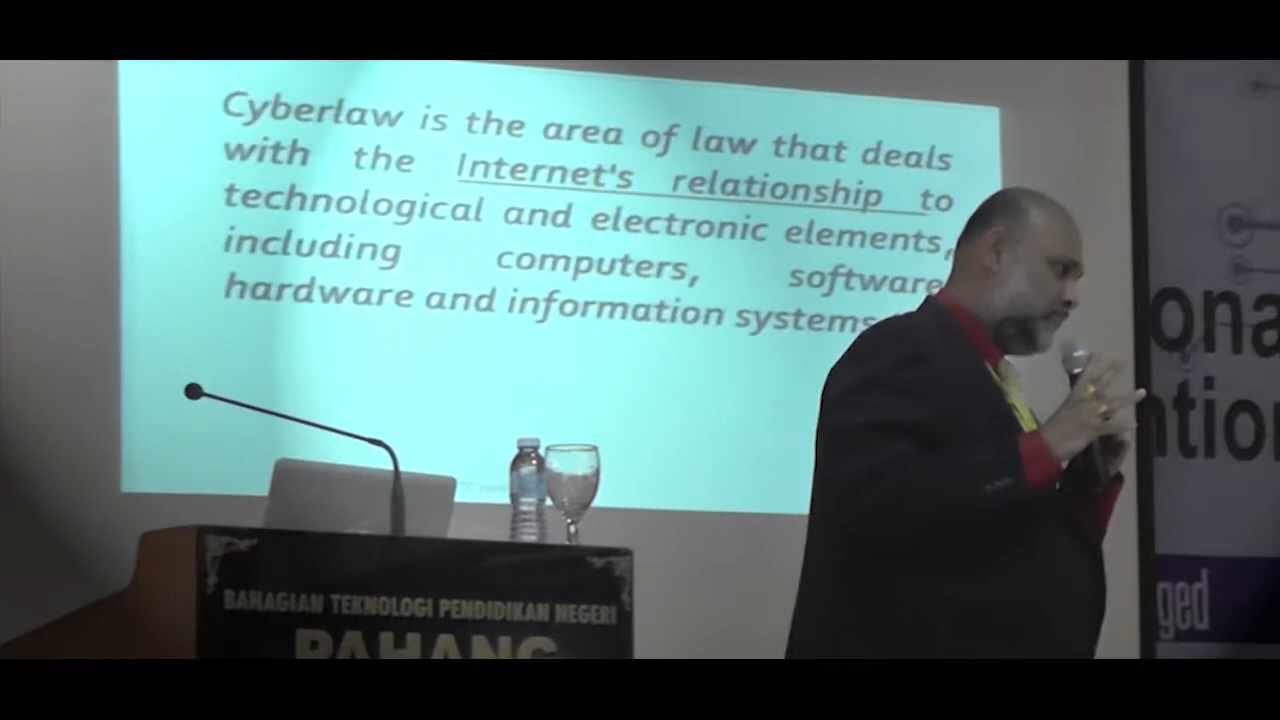 Cyberlaw is the area of law that deals
with the Internet's relationship to
technological and electronic elements,
including computers, software
hardware and information systems
BAHAGIAN TEKNOLOGI PENDIDIKAN NEGERI
PAHANG
ona
ntion
ged